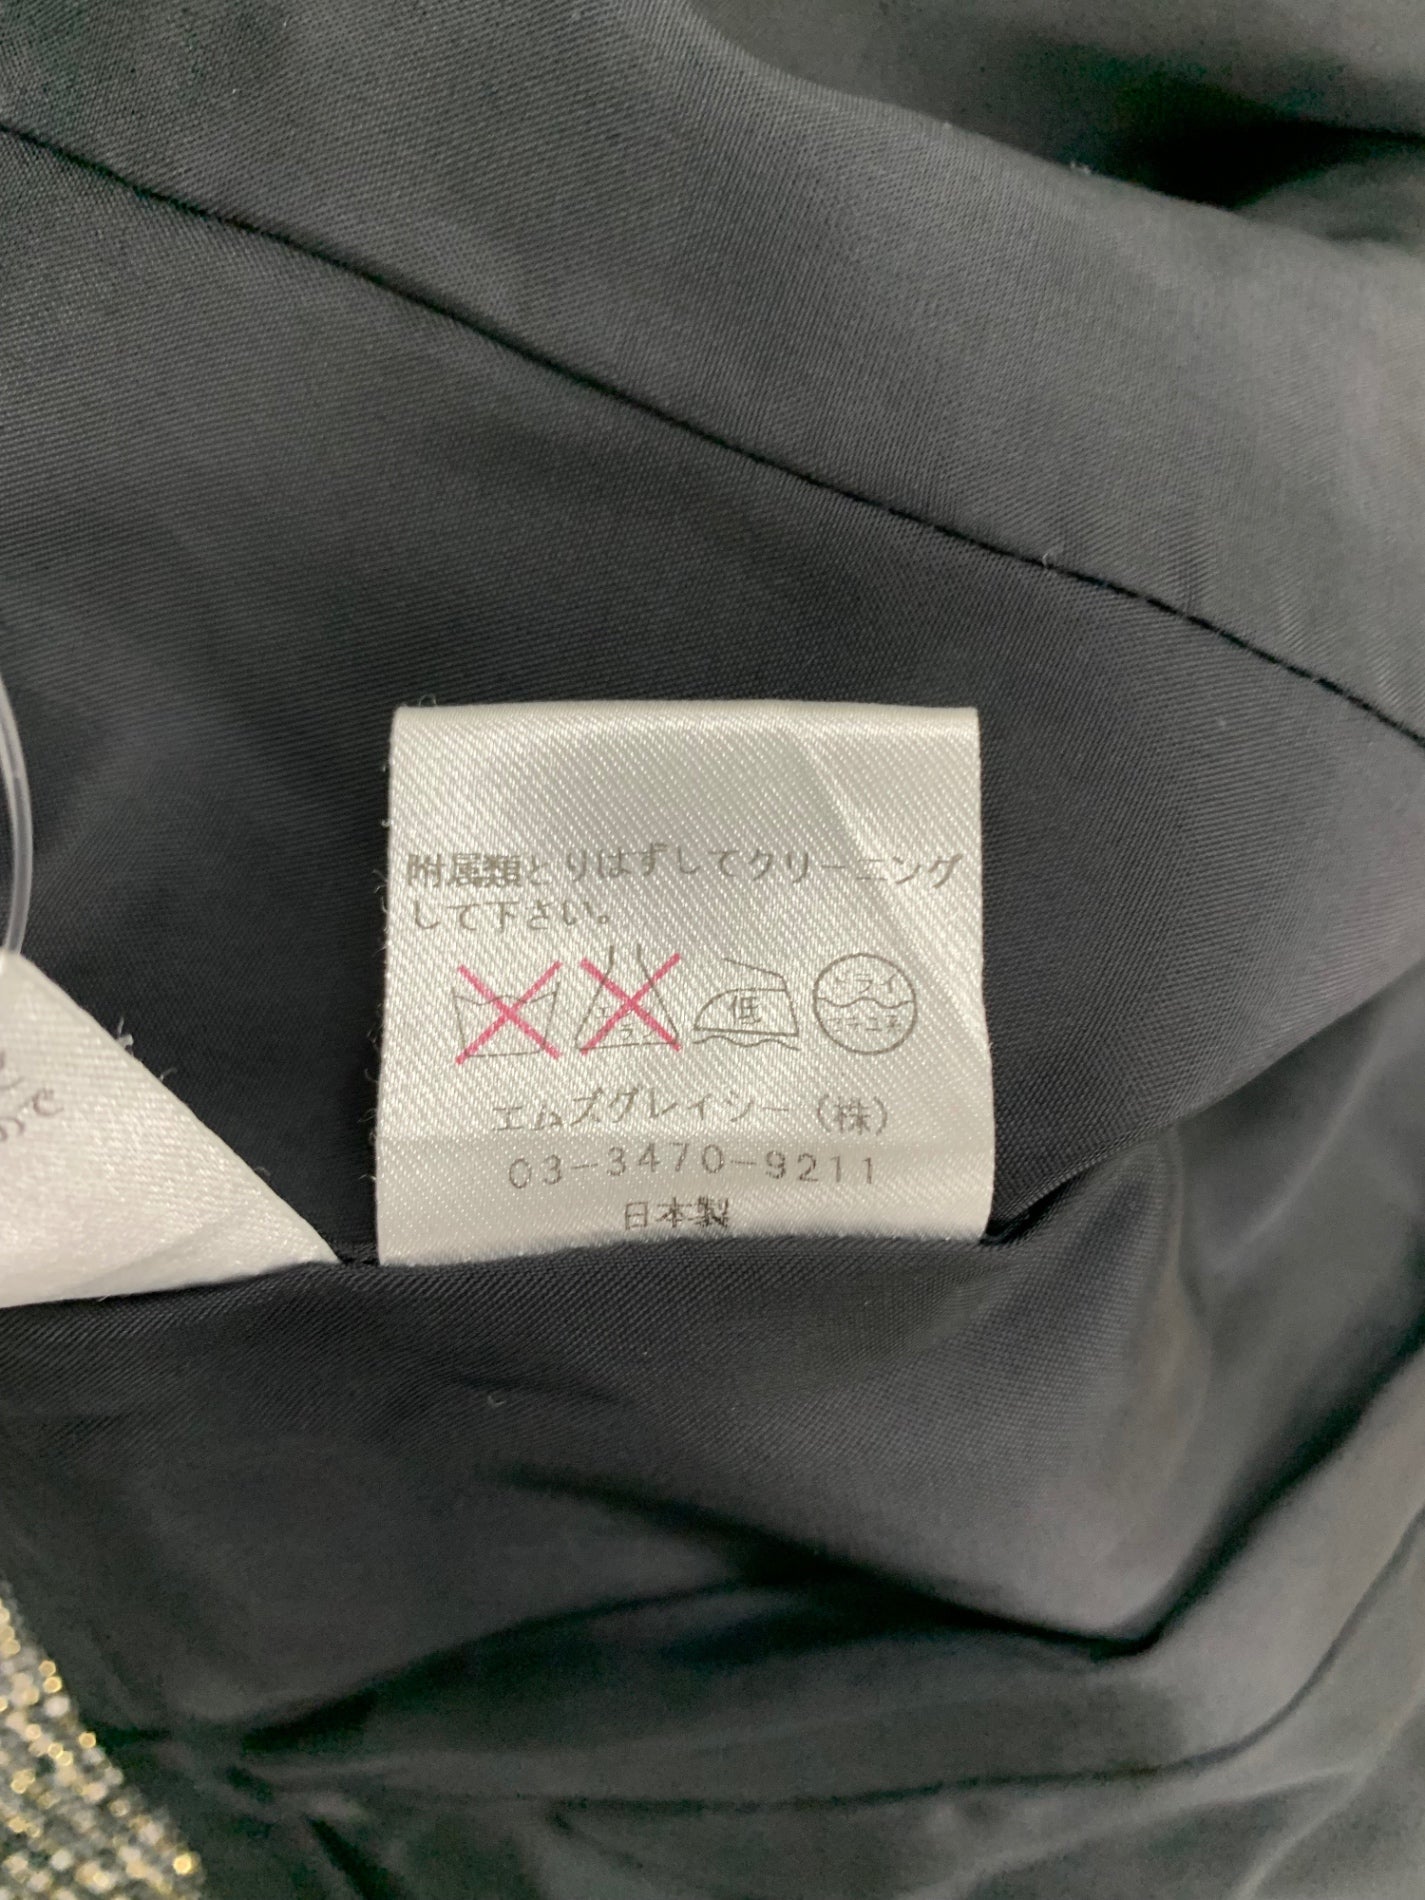 附属類とりはずしてクリーニング
して下さい。
低
ドライ
エムズグレイシー（株）
03-3470-9211
日本製